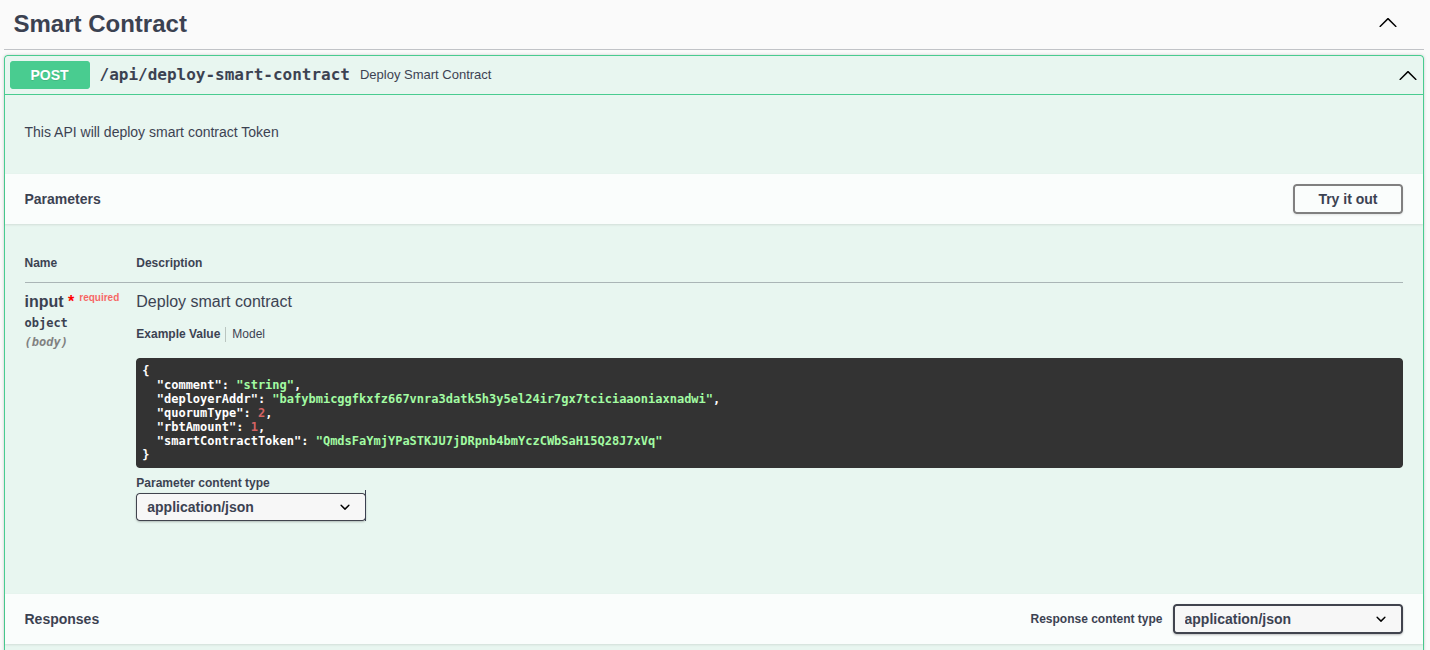 Smart Contract
POST /api/deploy-smart-contract Deploy Smart Contract
This API will deploy smart contract Token
Parameters Try it out
Name Description
input * required Deploy smart contract
object
(body)
Example Value Model
{
"comment": "string",
"deployerAddr": "bafybmicggfkxfz667vnra3datk5h3y5el24ir7gx7tciciaaoniaxnadwi",
"quorumType": 2,
"rbtAmount": 1,
"smartContractToken": "QmdsFaYmjYPaSTKJU7jDRpnb4bmYczCWbSaH15Q28J7xVq"
}
Parameter content type
application/json
Responses Response content type application/json